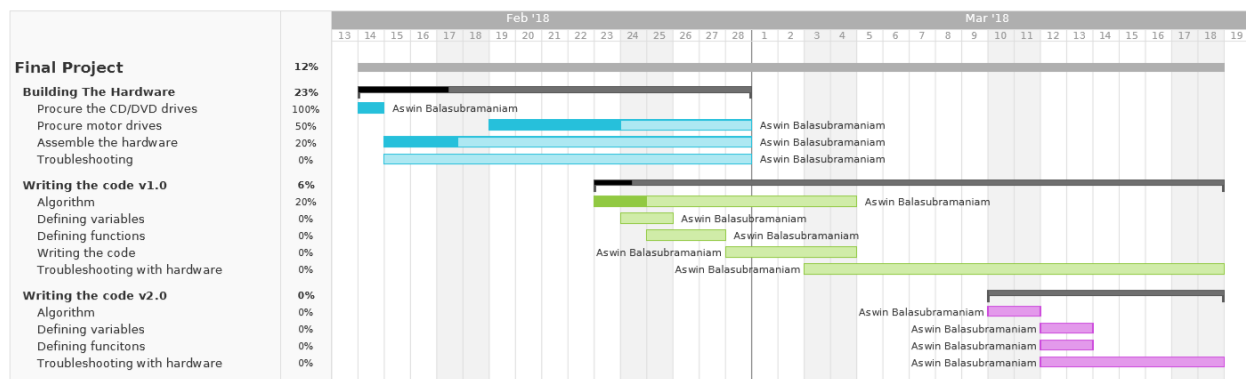 Feb '18 Mar '18
13 14 15 16 17 18 19 20 21 22 23 24 25 26 27 28 1 2 3 4 5 6 7 8 9 10 11 12 13 14 15 16 17 18 19
Final Project 12%
Building The Hardware 23%
Procure the CD/DVD drives 100% Aswin Balasubramaniam
Procure motor drives 50% Aswin Balasubramaniam
Assemble the hardware 20% Aswin Balasubramaniam
Troubleshooting 0% Aswin Balasubramaniam
Writing the code v1.0 6%
Algorithm 20% Aswin Balasubramaniam
Defining variables 0% Aswin Balasubramaniam
Defining functions 0% Aswin Balasubramaniam
Writing the code 0% Aswin Balasubramaniam
Troubleshooting with hardware 0% Aswin Balasubramaniam
Writing the code v2.0 0%
Algorithm 0% Aswin Balasubramaniam
Defining variables 0% Aswin Balasubramaniam
Defining funcitons 0% Aswin Balasubramaniam
Troubleshooting with hardware 0% Aswin Balasubramaniam